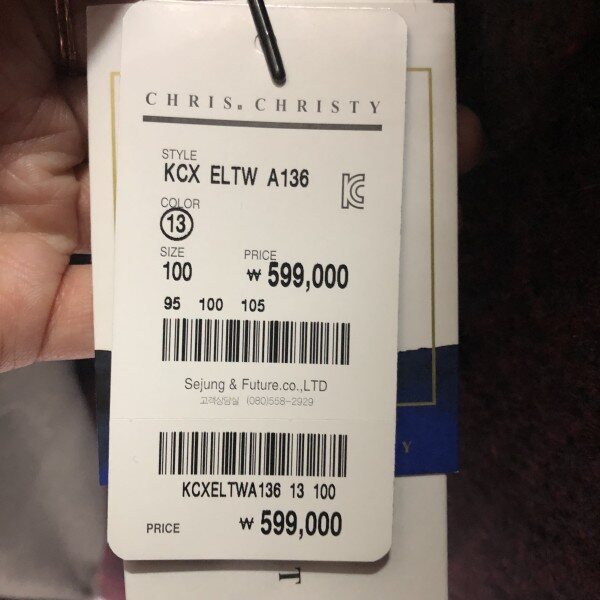 CHRIS. CHRISTY
STYLE
KCX ELTW A136
KC
COLOR
13
SIZE PRICE
100 ₩ 599,000
95 100 105
Sejung & Future.co.,LTD
고객상담실 (080)558-2929
KCXELTWA136 13 100
PRICE ₩ 599,000
Y
T